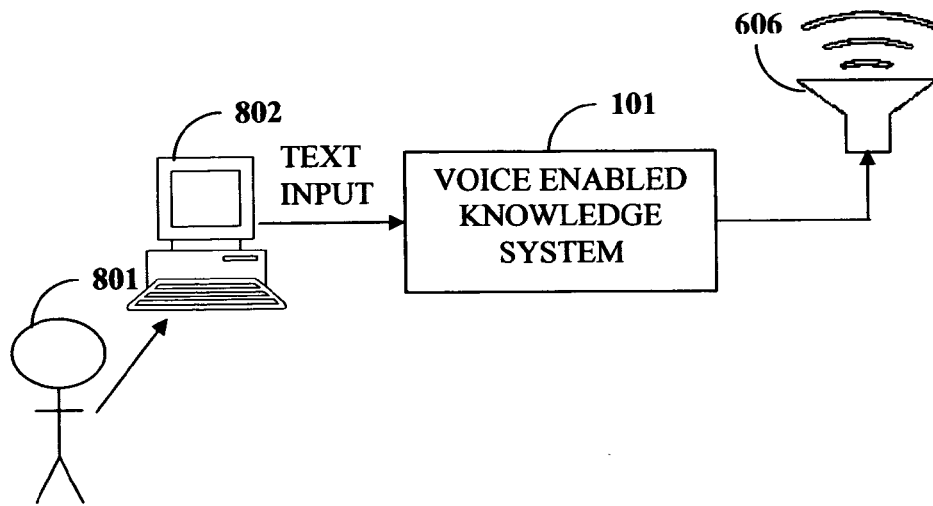 606
802
101
TEXT
INPUT
VOICE ENABLED
KNOWLEDGE
SYSTEM
801